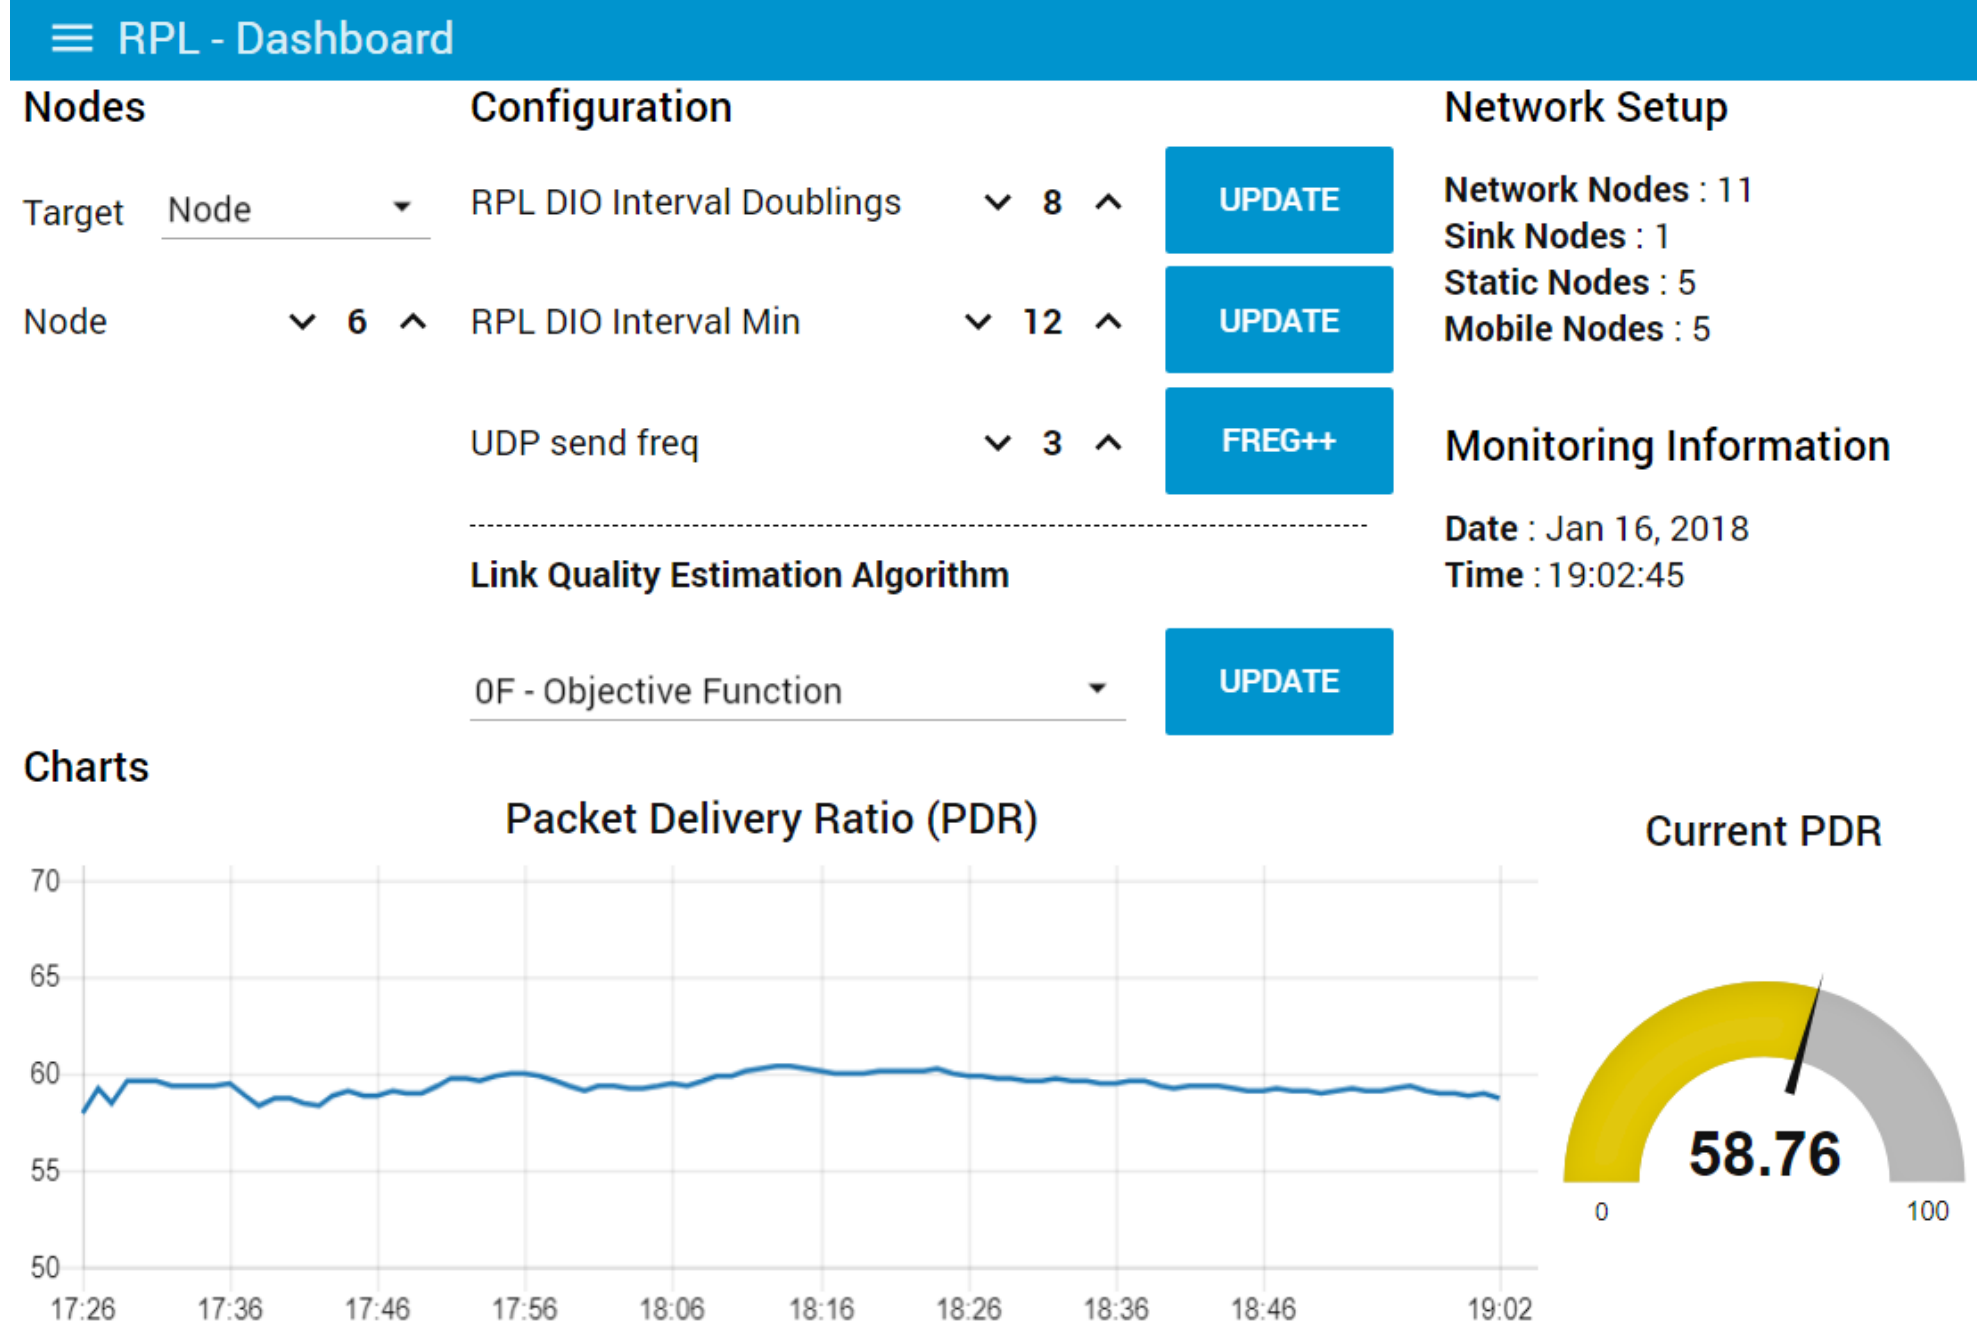 RPL - Dashboard
Nodes
Target Node
Node 6
Configuration
RPL DIO Interval Doublings 8 UPDATE
RPL DIO Interval Min 12 UPDATE
UDP send freq 3 FREG++
Link Quality Estimation Algorithm
0F - Objective Function UPDATE
Network Setup
Network Nodes : 11
Sink Nodes : 1
Static Nodes : 5
Mobile Nodes : 5
Monitoring Information
Date : Jan 16, 2018
Time : 19:02:45
Charts
Packet Delivery Ratio (PDR)
70
65
60
55
50
17:26 17:36 17:46 17:56 18:06 18:16 18:26 18:36 18:46 19:02
Current PDR
58.76
0 100